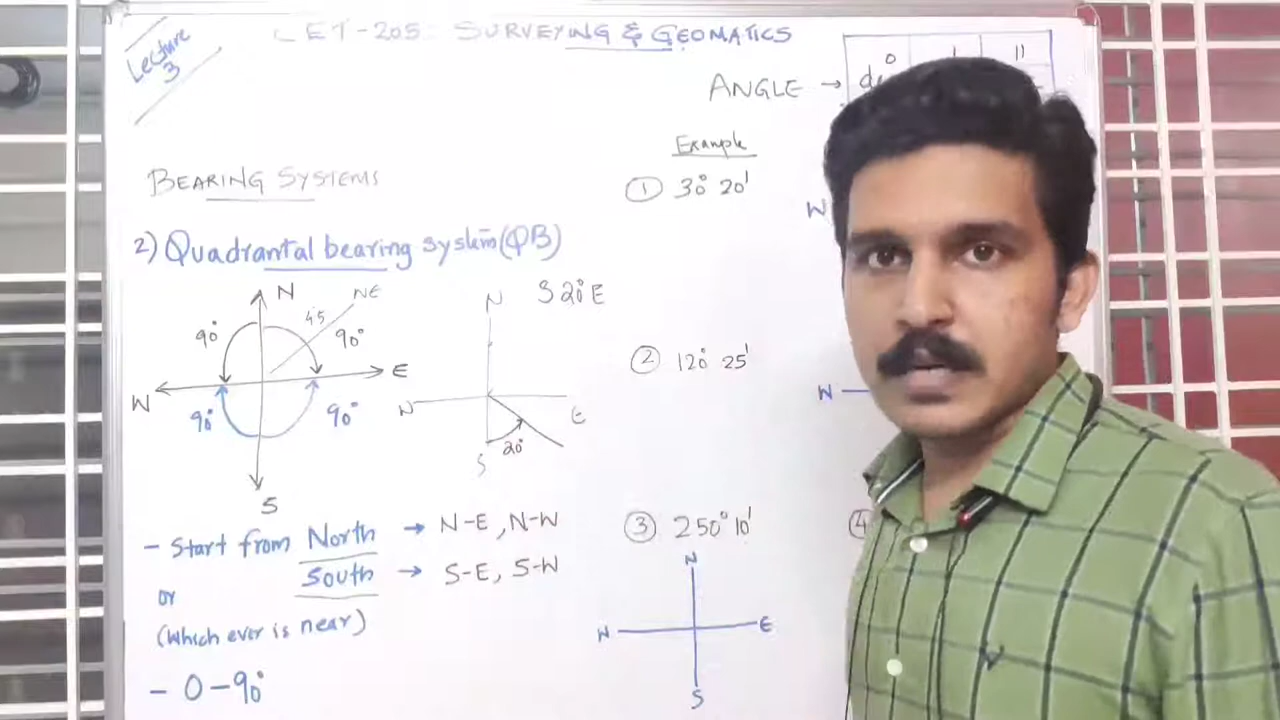 Lecture 3
CET-205: SURVEYING & GEOMATICS
ANGLE →
° ' "
Example
BEARING SYSTEMS
① 30° 20'
W
2) Quadrantal bearing system (QB)
N NE
45
90° 90°
W E
90° 90°
S
N S 20° E
W E
20°
S
② 120° 25'
W
- Start from North → N-E, N-W
South → S-E, S-W
or
(Which ever is near)
- 0-90°
③ 250° 10'
N
W E
S
④